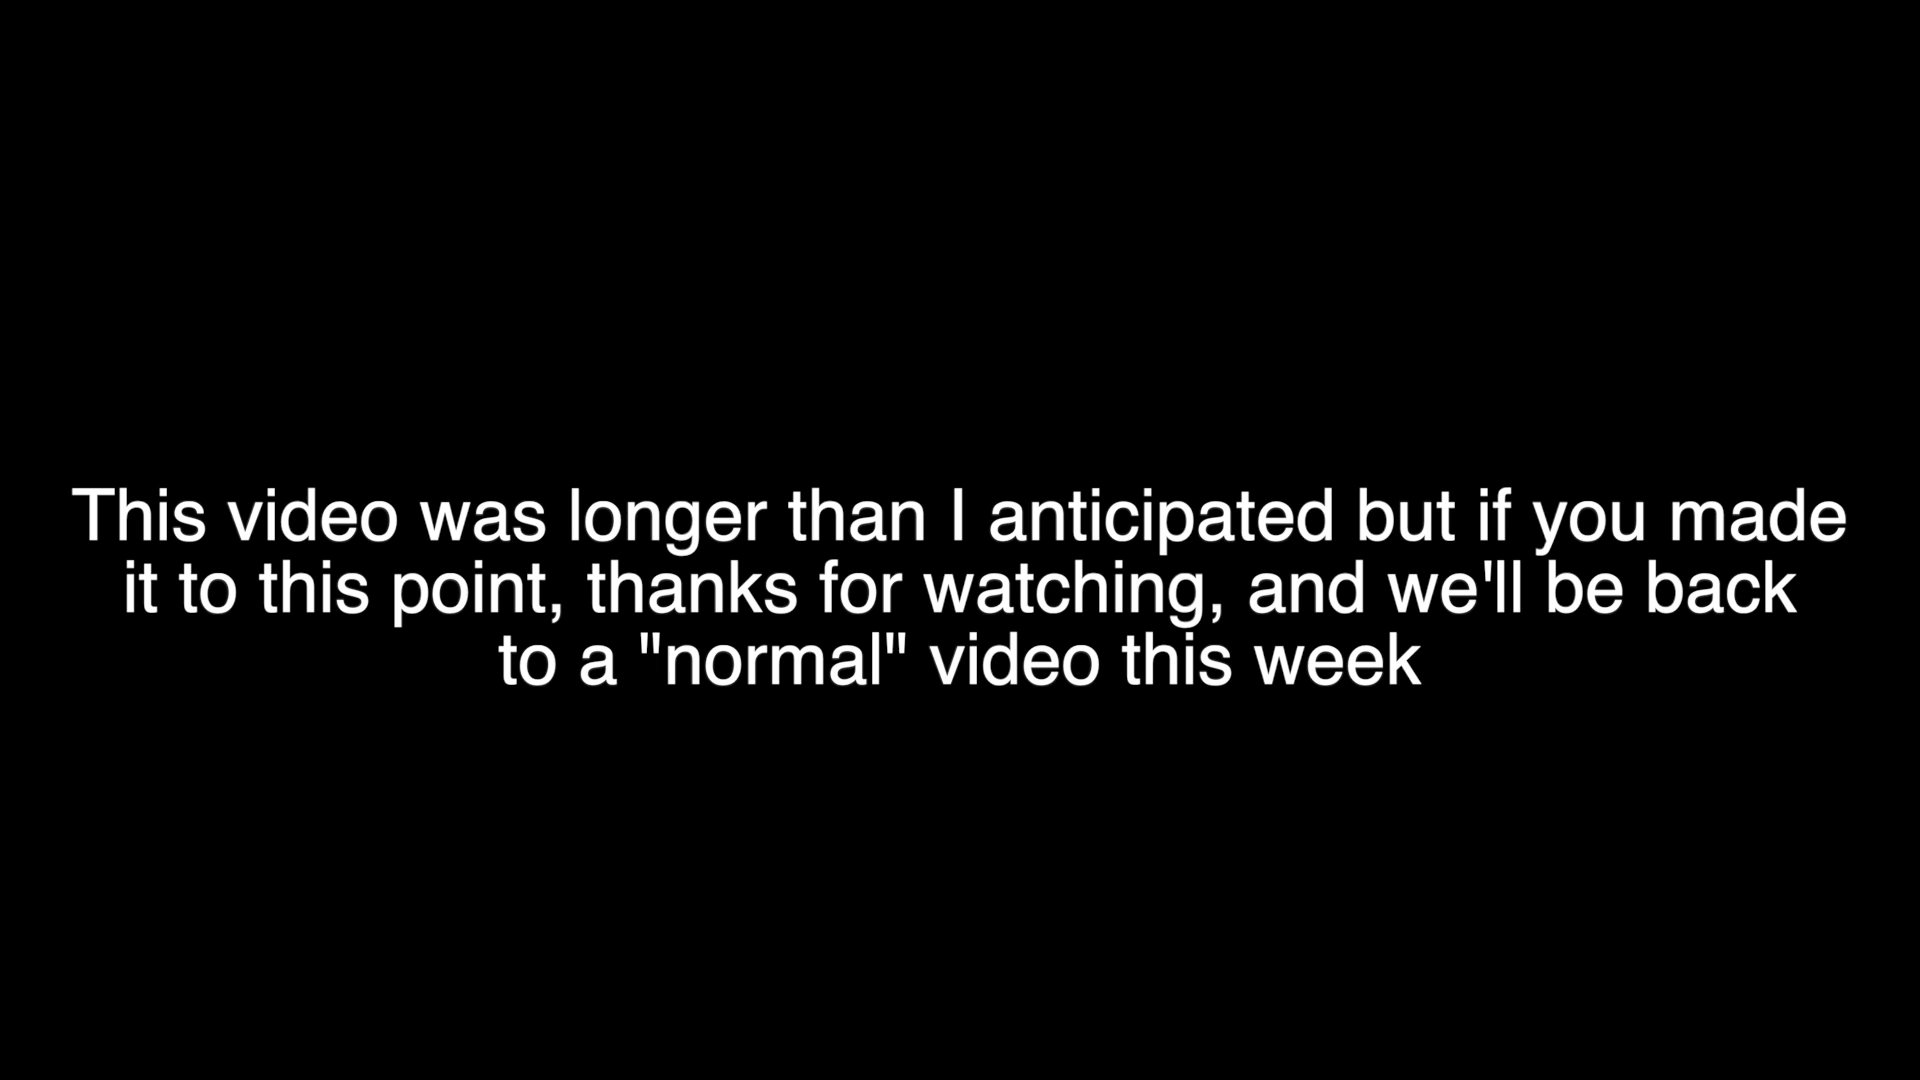 This video was longer than I anticipated but if you made
it to this point, thanks for watching, and we'll be back
to a "normal" video this week